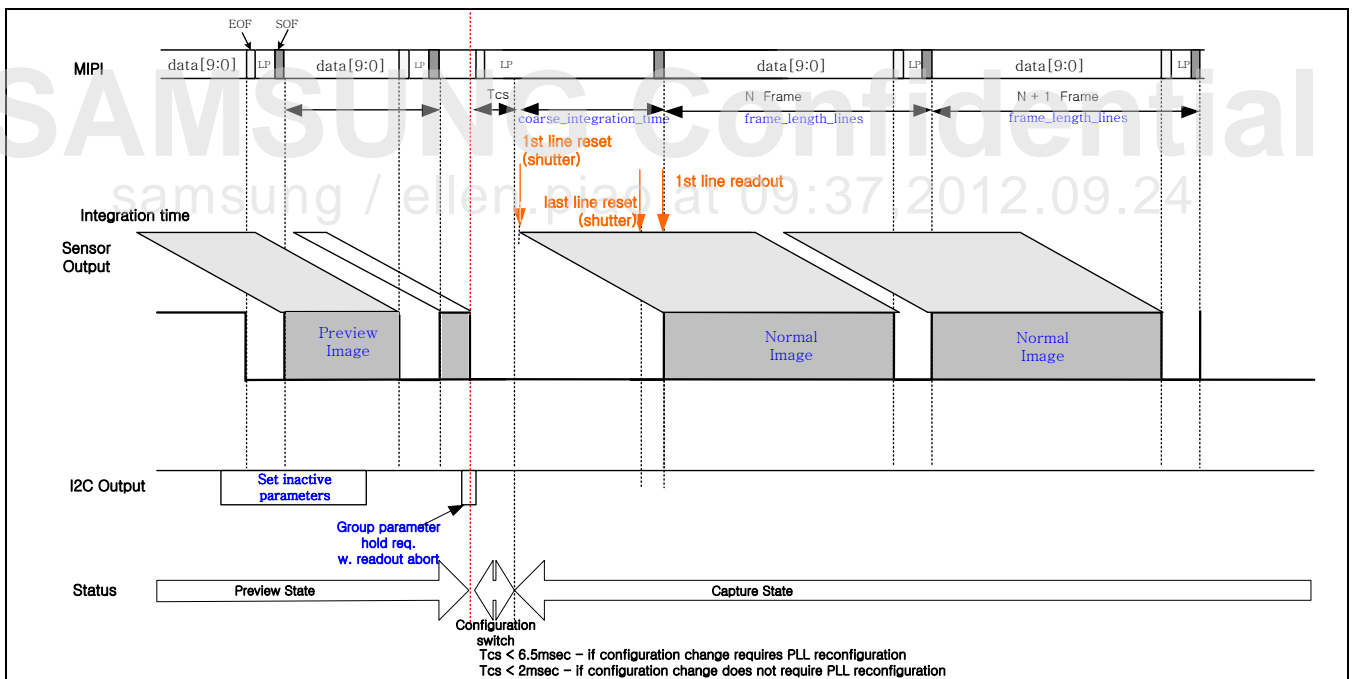 EOF SOF
MIPI
data[9:0] LP data[9:0] LP LP data[9:0] LP data[9:0] LP
SAMSUNG Confidential
Tcs
N Frame
N + 1 Frame
coarse_integration_time
frame_length_lines
frame_length_lines
1st line reset
(shutter)
1st line readout
samsung / ellen.piao at 09:37,2012.09.24
last line reset
(shutter)
Integration time
Sensor
Output
Preview
Image
Normal
Image
Normal
Image
I2C Output
Set inactive
parameters
Group parameter
hold req.
w. readout abort
Status
Preview State
Capture State
Configuration
switch
Tcs < 6.5msec – if configuration change requires PLL reconfiguration
Tcs < 2msec – if configuration change does not require PLL reconfiguration